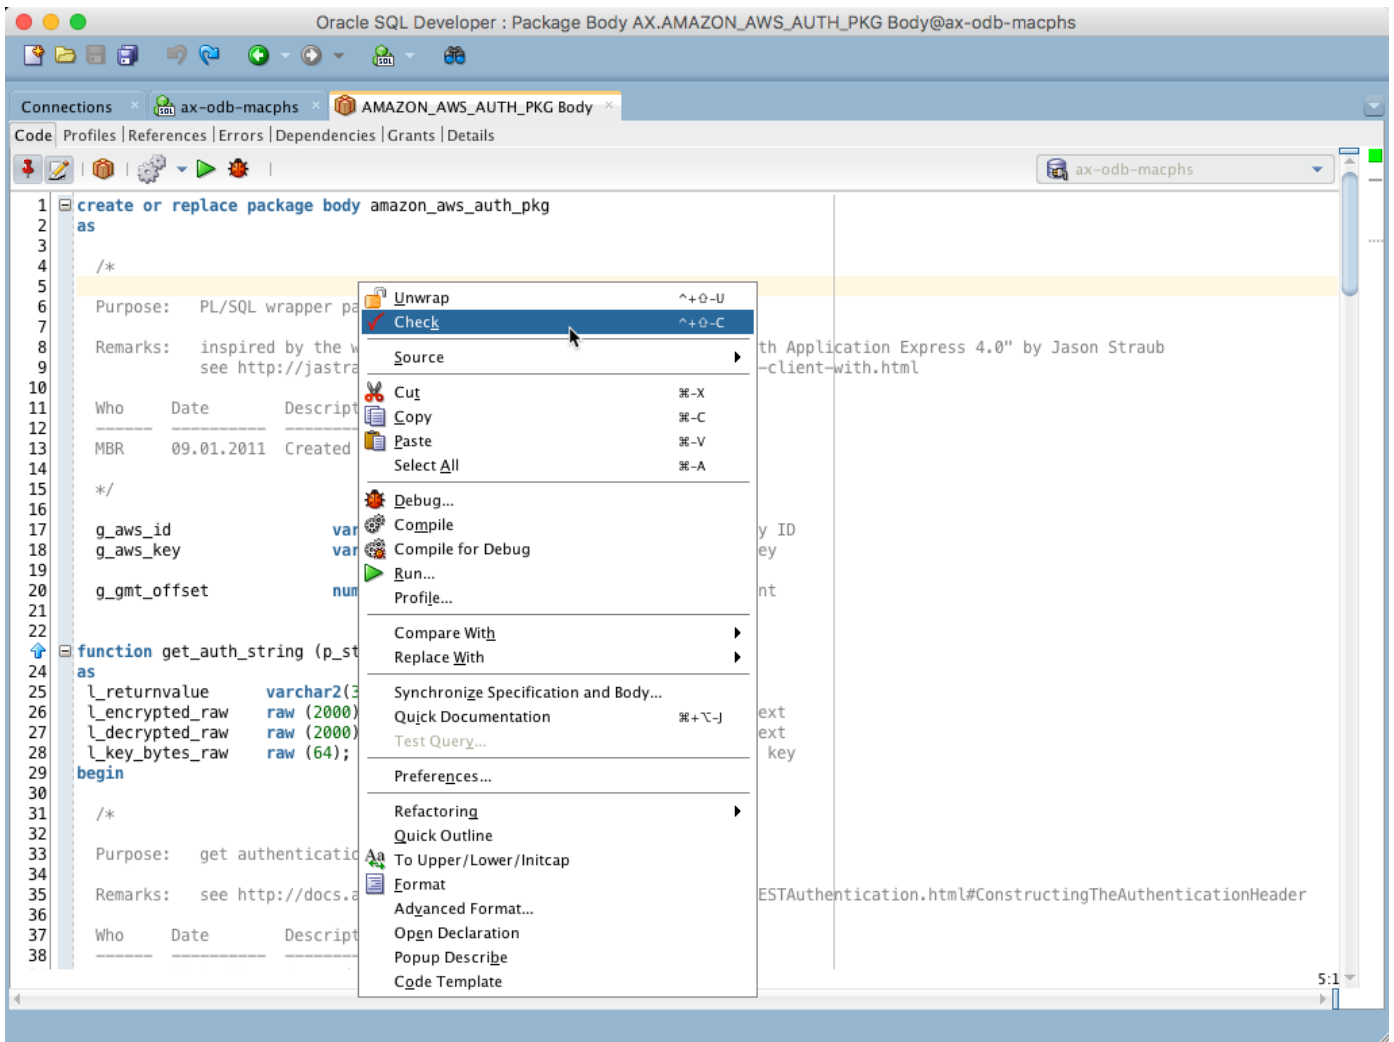 Oracle SQL Developer : Package Body AX.AMAZON_AWS_AUTH_PKG Body@ax-odb-macphs
Connections ax-odb-macphs AMAZON_AWS_AUTH_PKG Body
Code Profiles | References | Errors | Dependencies | Grants | Details
ax-odb-macphs
1 create or replace package body amazon_aws_auth_pkg
2 as
3
4 /*
5
6 Purpose: PL/SQL wrapper pa
7
8 Remarks: inspired by the w th Application Express 4.0" by Jason Straub
9 see http://jastra -client-with.html
10
11 Who Date Descript
12 ------ ---------- --------
13 MBR 09.01.2011 Created
14
15 */
16
17 g_aws_id var y ID
18 g_aws_key var ey
19
20 g_gmt_offset num nt
21
22
function get_auth_string (p_st
24 as
25 l_returnvalue varchar2(3
26 l_encrypted_raw raw (2000) ext
27 l_decrypted_raw raw (2000) ext
28 l_key_bytes_raw raw (64); key
29 begin
30
31 /*
32
33 Purpose: get authenticatio
34
35 Remarks: see http://docs.a ESTAuthentication.html#ConstructingTheAuthenticationHeader
36
37 Who Date Descript
38 ------ ---------- --------
Unwrap ^+⇧-U
Check ^+⇧-C
Source
Cut ⌘-X
Copy ⌘-C
Paste ⌘-V
Select All ⌘-A
Debug...
Compile
Compile for Debug
Run...
Profile...
Compare With
Replace With
Synchronize Specification and Body...
Quick Documentation ⌘+⌥-J
Test Query...
Preferences...
Refactoring
Quick Outline
To Upper/Lower/Initcap
Format
Advanced Format...
Open Declaration
Popup Describe
Code Template
5:1